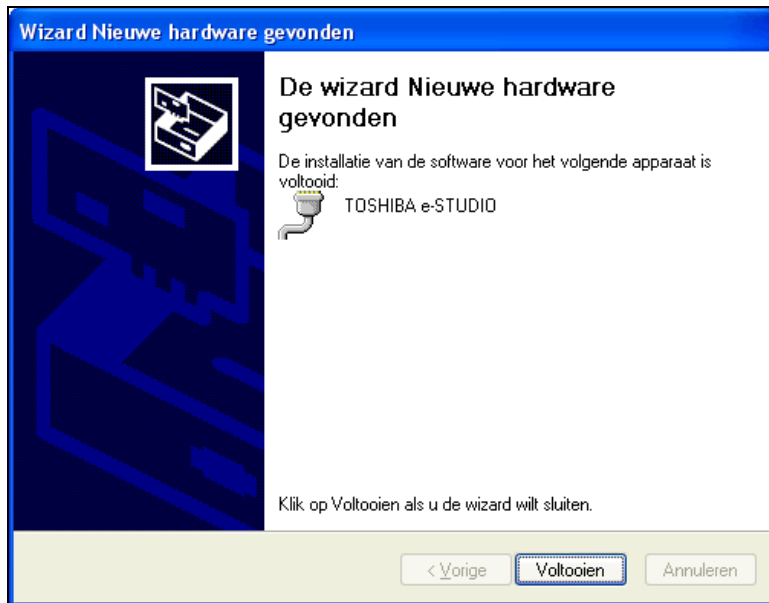 Wizard Nieuwe hardware gevonden
De wizard Nieuwe hardware
gevonden
De installatie van de software voor het volgende apparaat is
voltooid:
TOSHIBA e-STUDIO
Klik op Voltooien als u de wizard wilt sluiten.
< Vorige
Voltooien
Annuleren